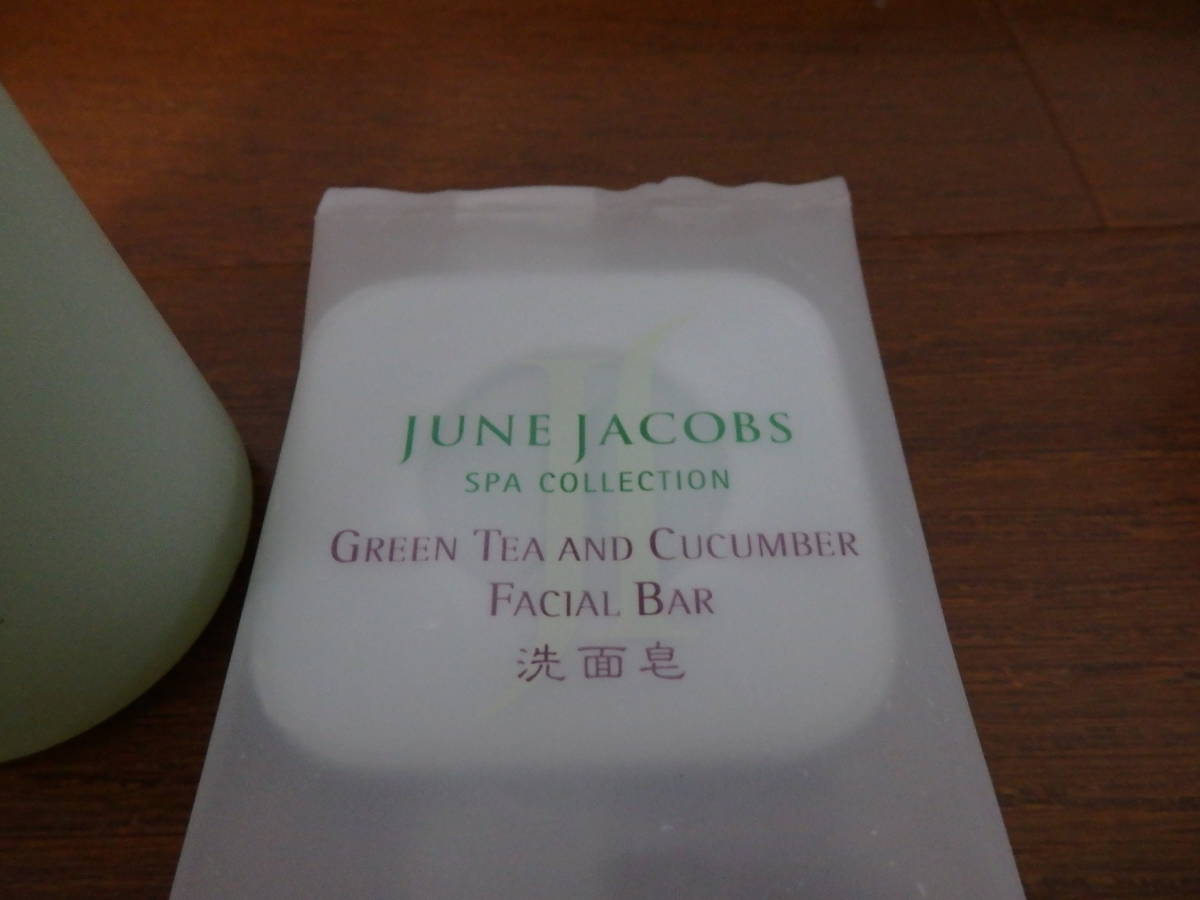 JUNE JACOBS
SPA COLLECTION
GREEN TEA AND CUCUMBER
FACIAL BAR
洗面皂